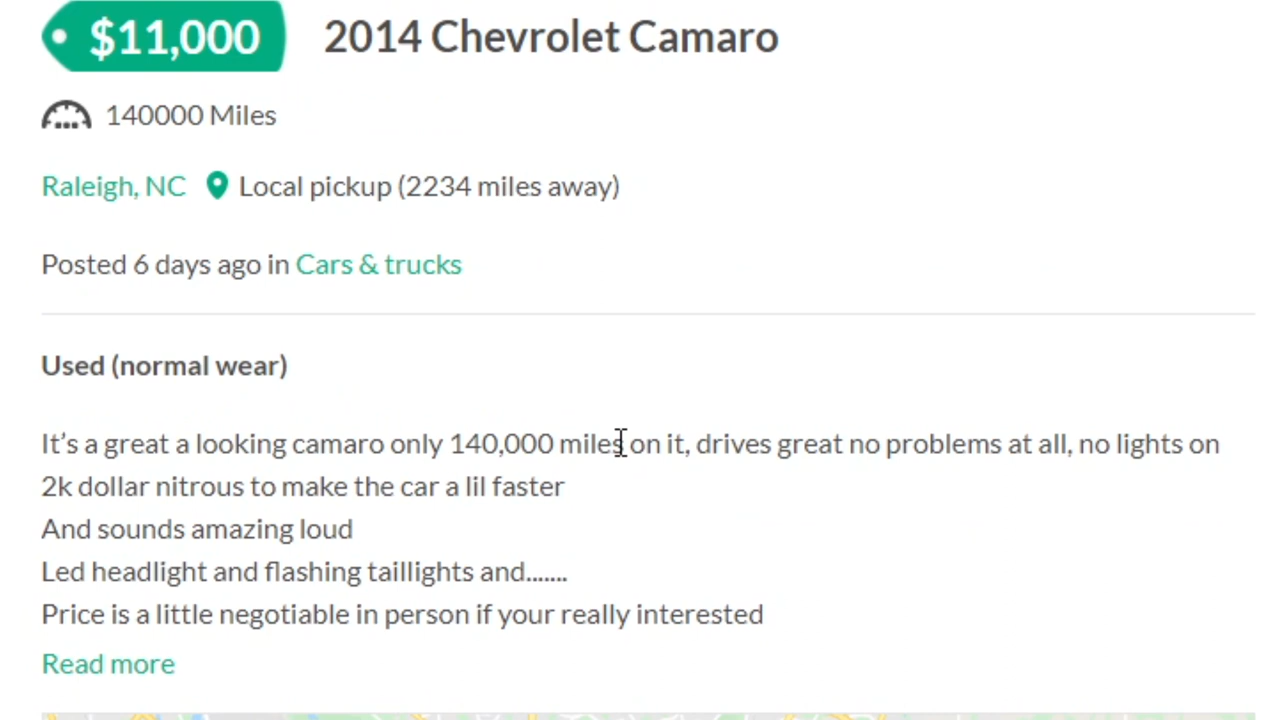 $11,000 2014 Chevrolet Camaro
140000 Miles
Raleigh, NC Local pickup (2234 miles away)
Posted 6 days ago in Cars & trucks
Used (normal wear)
It’s a great a looking camaro only 140,000 miles on it, drives great no problems at all, no lights on
2k dollar nitrous to make the car a lil faster
And sounds amazing loud
Led headlight and flashing taillights and.......
Price is a little negotiable in person if your really interested
Read more